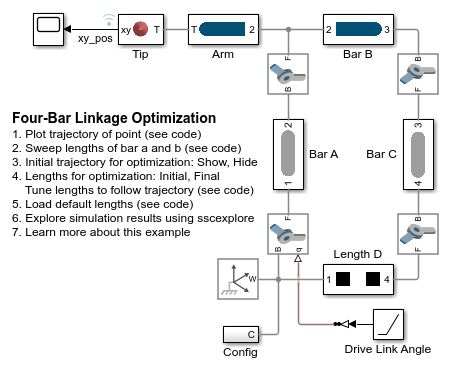 xy_pos
xy T
Tip
T 2
Arm
2 3
Bar B
F
B
B
F
Four-Bar Linkage Optimization
1. Plot trajectory of point (see code)
2. Sweep lengths of bar a and b (see code)
3. Initial trajectory for optimization: Show, Hide
4. Lengths for optimization: Initial, Final
Tune lengths to follow trajectory (see code)
5. Load default lengths (see code)
6. Explore simulation results using sscexplore
7. Learn more about this example
2
1
Bar A
3
4
Bar C
F
B q
B
F
W
Length D
1 4
C
Config
Drive Link Angle